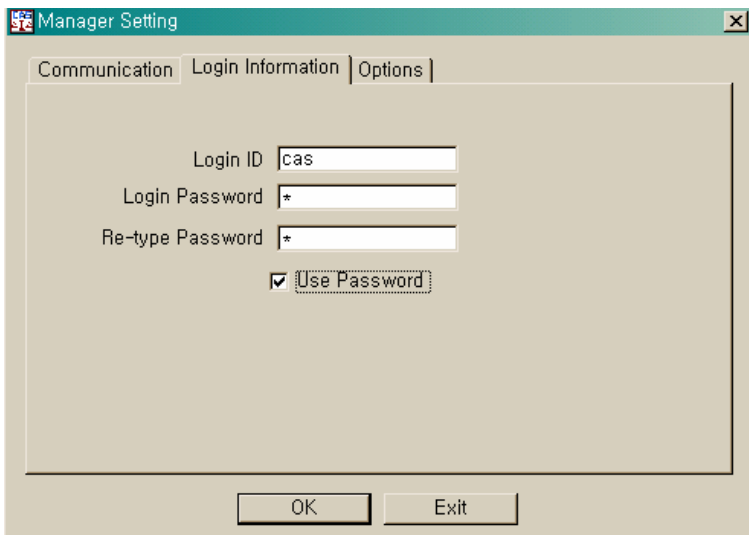 Manager Setting
Communication Login Information Options
Login ID cas
Login Password *
Re-type Password *
Use Password
OK Exit